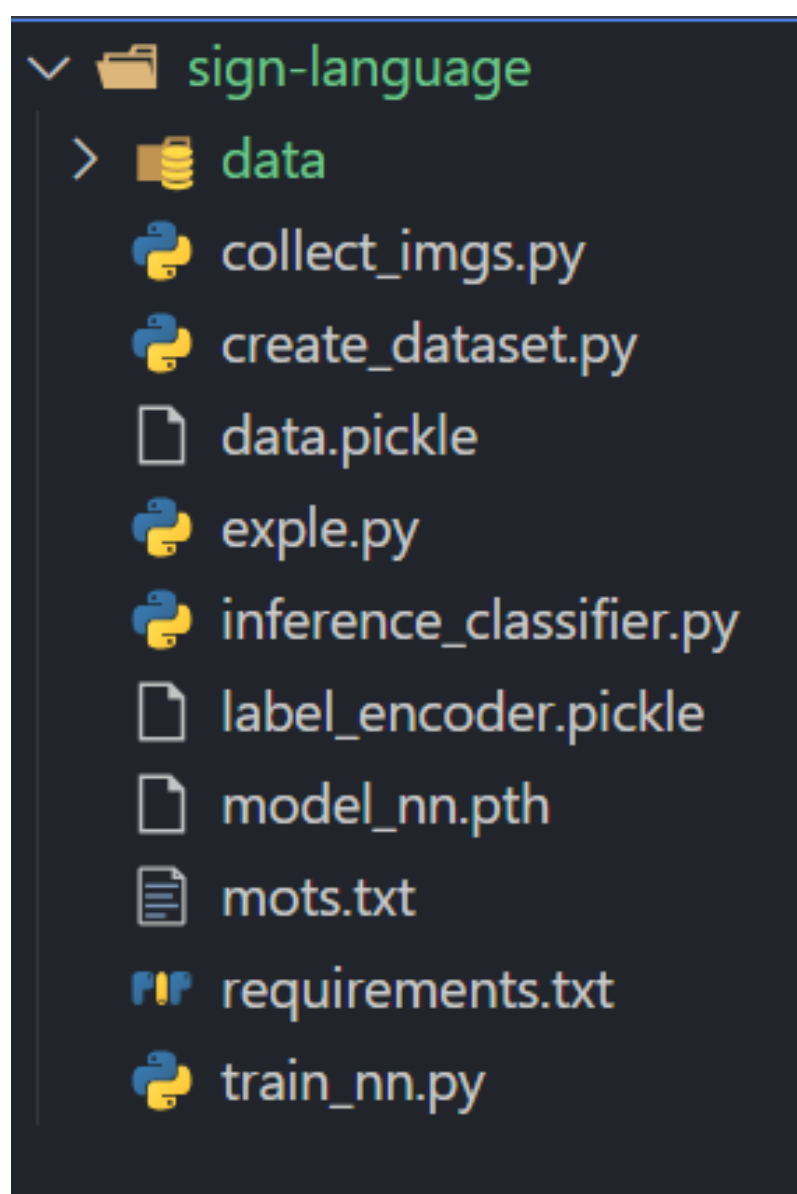 sign-language
data
collect_imgs.py
create_dataset.py
data.pickle
exple.py
inference_classifier.py
label_encoder.pickle
model_nn.pth
mots.txt
requirements.txt
train_nn.py